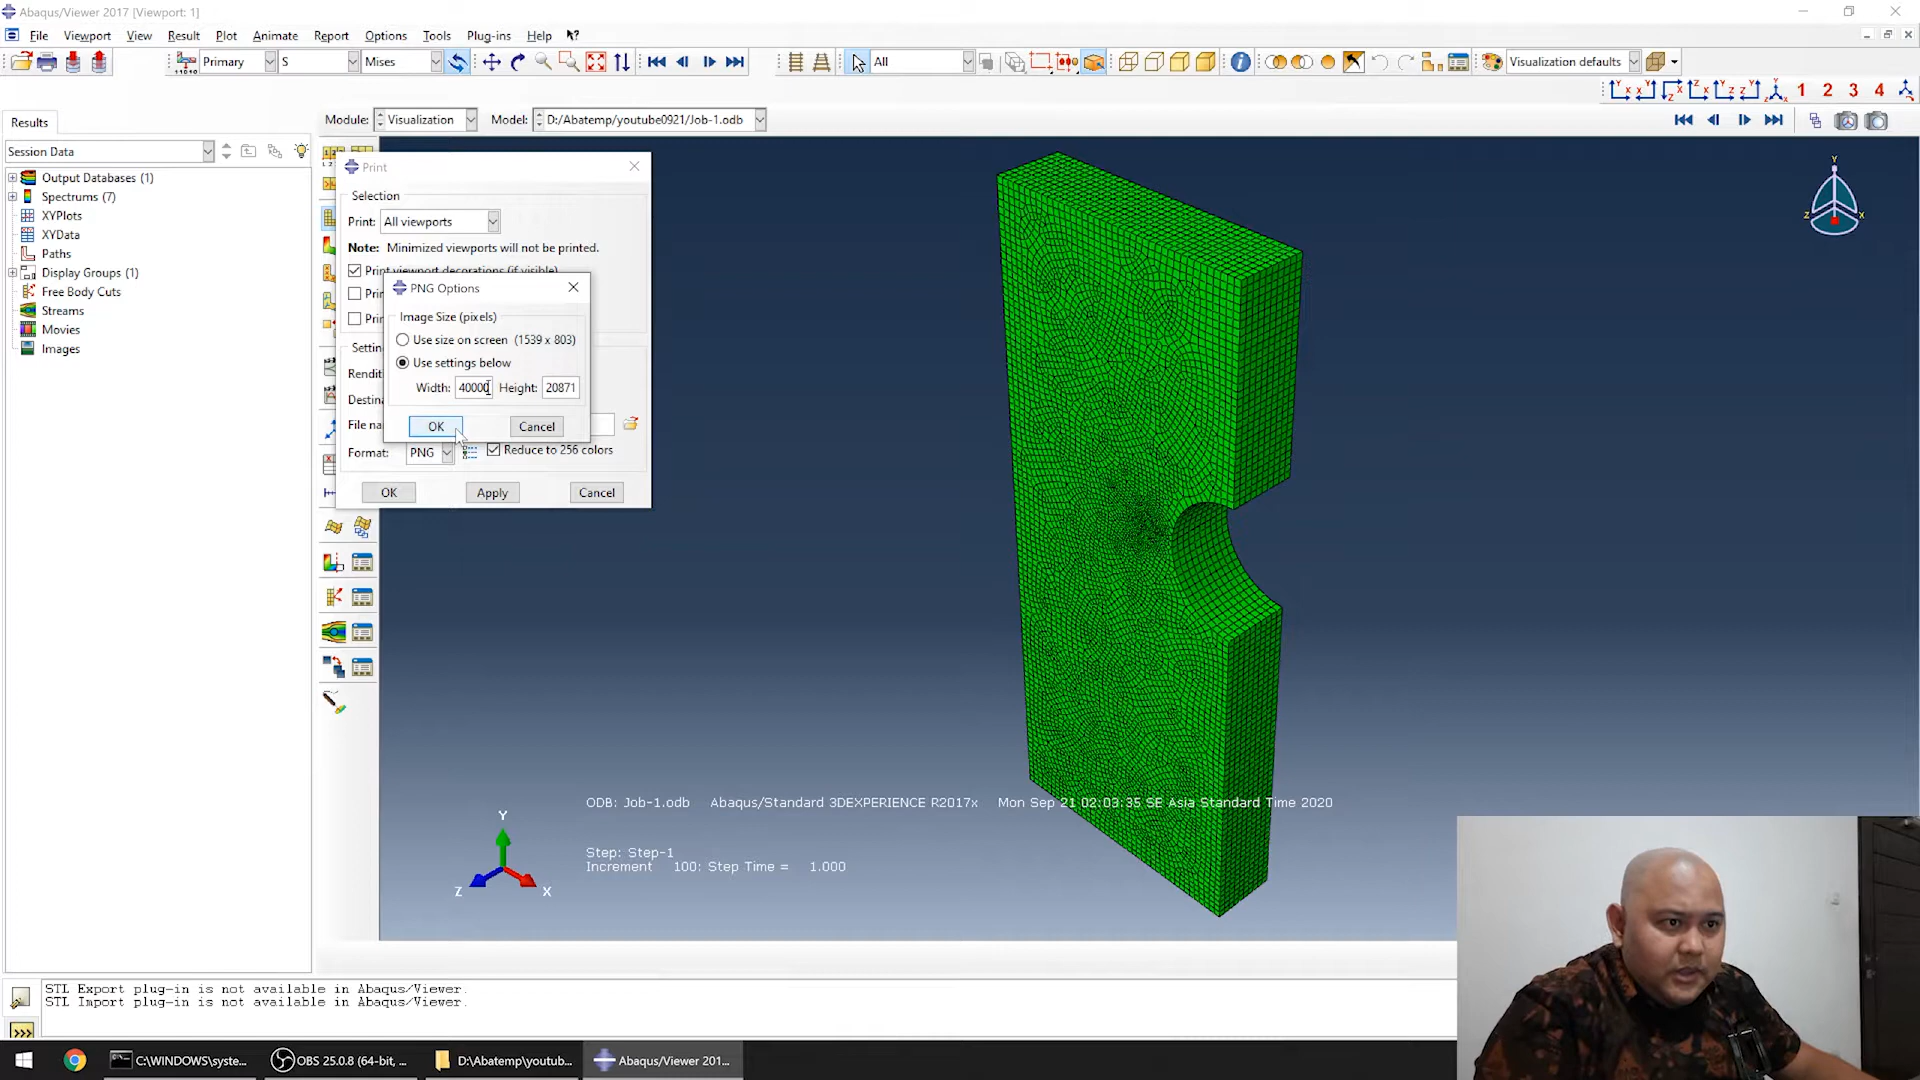 Abaqus/Viewer 2017 [Viewport: 1]
File Viewport View Result Plot Animate Report Options Tools Plug-ins Help
Primary S Mises All Visualization defaults
1 2 3 4
Results
Module: Visualization Model: D:/Abatemp/youtube0921/Job-1.odb
Session Data
Output Databases (1)
Spectrums (7)
XYPlots
XYData
Paths
Display Groups (1)
Free Body Cuts
Streams
Movies
Images
Print
Selection
Print: All viewports
Note: Minimized viewports will not be printed.
Print viewport decorations (if visible)
PNG Options
Image Size (pixels)
Use size on screen (1539 x 803)
Use settings below
Width: 40000 Height: 20871
OK Cancel
Format: PNG Reduce to 256 colors
OK Apply Cancel
Y
Z X
ODB: Job-1.odb Abaqus/Standard 3DEXPERIENCE R2017x Mon Sep 21 02:03:35 SE Asia Standard Time 2020
Step: Step-1
Increment 100: Step Time = 1.000
Y
Z X
STL Export plug-in is not available in Abaqus/Viewer.
STL Import plug-in is not available in Abaqus/Viewer.
>>>
C:\WINDOWS\syste... OBS 25.0.8 (64-bit, ... D:\Abatemp\youtub... Abaqus/Viewer 201...